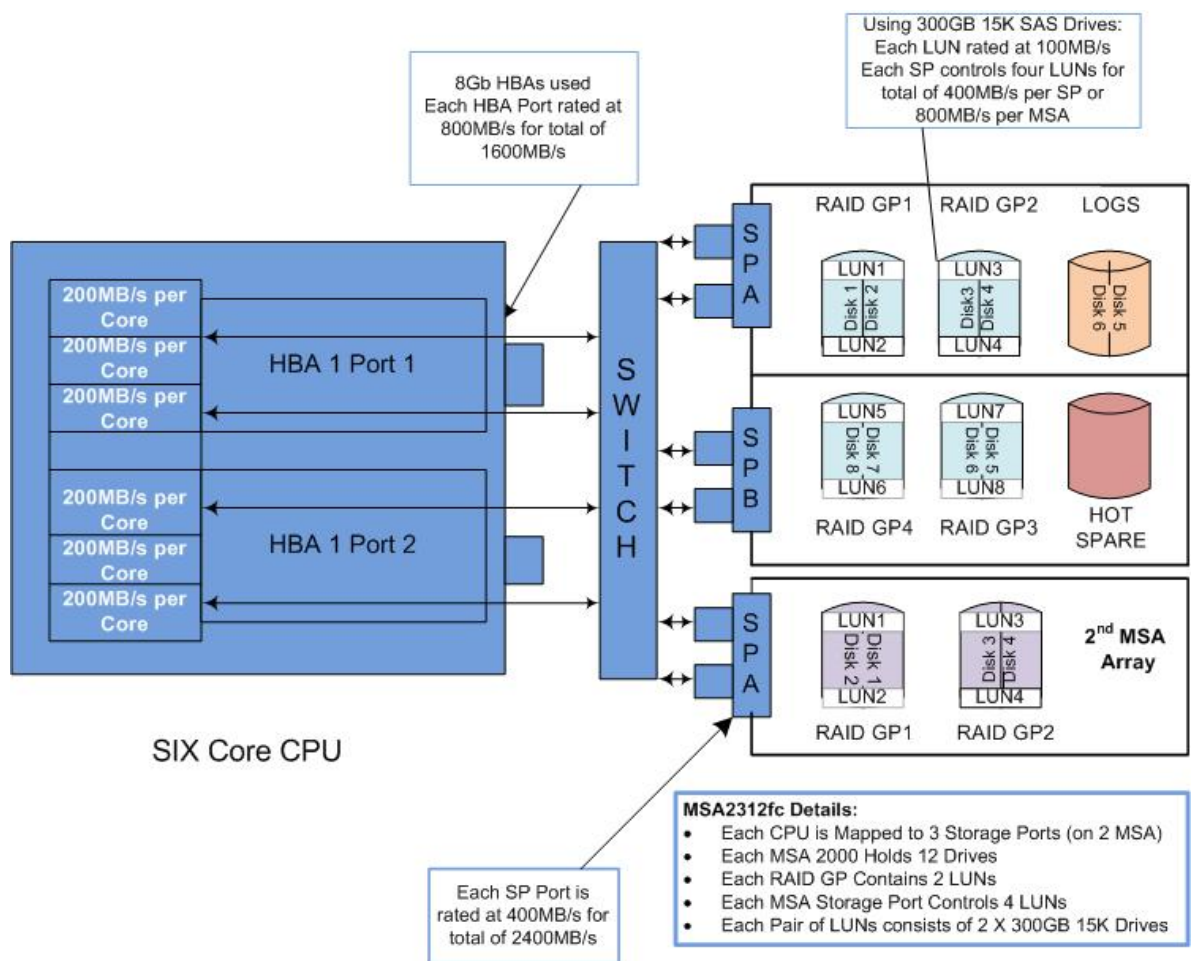 8Gb HBAs used
Each HBA Port rated at
800MB/s for total of
1600MB/s
Using 300GB 15K SAS Drives:
Each LUN rated at 100MB/s
Each SP controls four LUNs for
total of 400MB/s per SP or
800MB/s per MSA
200MB/s per
Core
200MB/s per
Core
200MB/s per
Core
HBA 1 Port 1
200MB/s per
Core
200MB/s per
Core
200MB/s per
Core
HBA 1 Port 2
SIX Core CPU
SWITCH
SPA
RAID GP1
RAID GP2
LOGS
LUN1
Disk 1
Disk 2
LUN2
LUN3
Disk3
Disk 4
LUN4
Disk 6
Disk 5
SPB
LUN5
Disk 8
Disk 7
LUN6
LUN7
Disk 6
Disk 5
LUN8
RAID GP4
RAID GP3
HOT
SPARE
SPA
LUN1
Disk 2
Disk 1
LUN2
LUN3
Disk 3
Disk 4
LUN4
2nd MSA
Array
RAID GP1
RAID GP2
Each SP Port is
rated at 400MB/s for
total of 2400MB/s
MSA2312fc Details:
• Each CPU is Mapped to 3 Storage Ports (on 2 MSA)
• Each MSA 2000 Holds 12 Drives
• Each RAID GP Contains 2 LUNs
• Each MSA Storage Port Controls 4 LUNs
• Each Pair of LUNs consists of 2 X 300GB 15K Drives